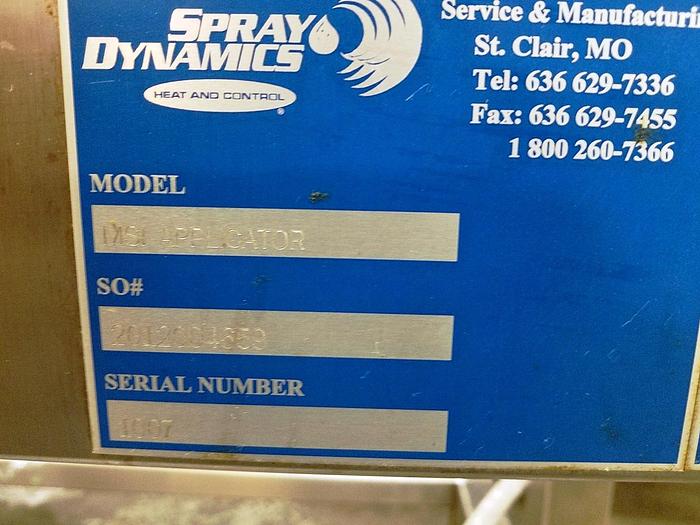 SPRAY
DYNAMICS
HEAT AND CONTROL
®
Service & Manufacturi
St. Clair, MO
Tel: 636 629-7336
Fax: 636 629-7455
1 800 260-7366
MODEL
APPLICATOR
SO#
SERIAL NUMBER
1007